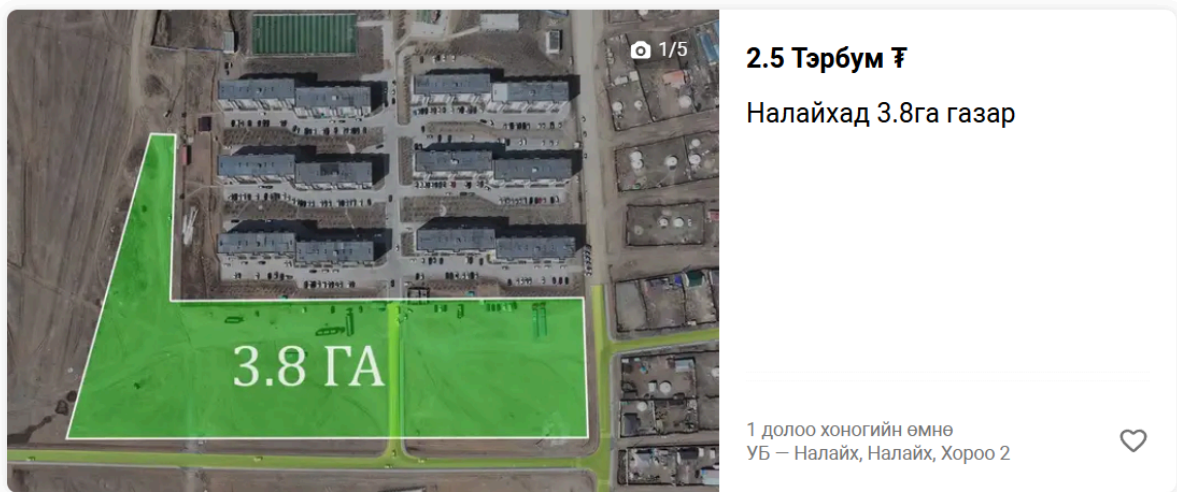 1/5
3.8 ГА
2.5 Тэрбум ₮
Налайхад 3.8га газар
1 долоо хоногийн өмнө
УБ — Налайх, Налайх, Хороо 2